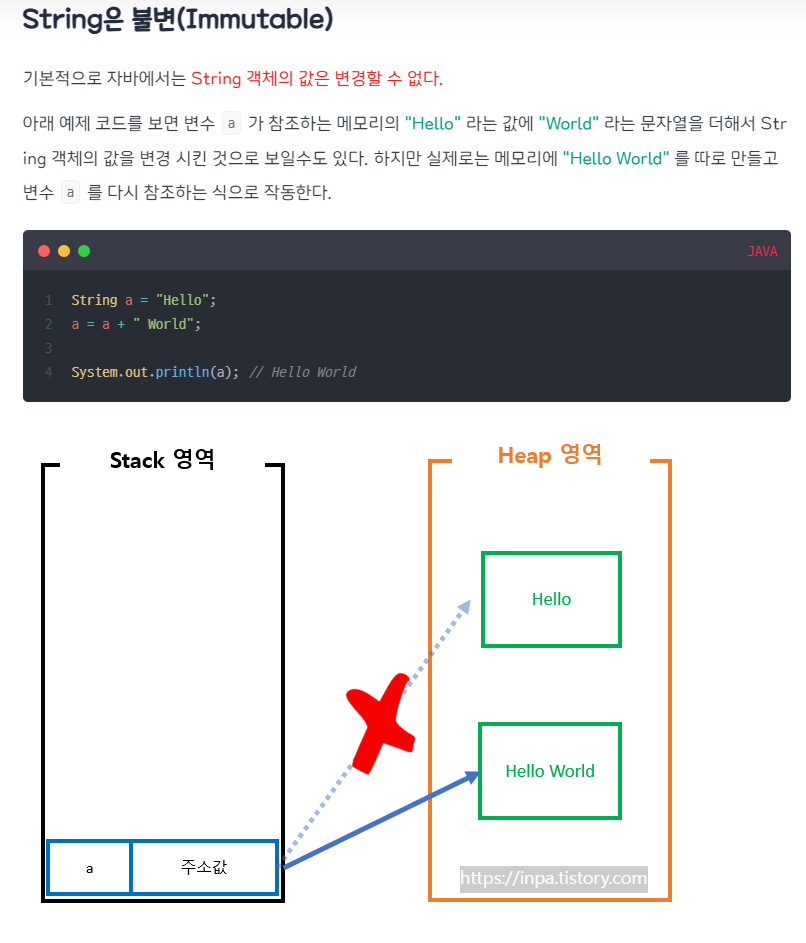 String은 불변(Immutable)
기본적으로 자바에서는 String 객체의 값은 변경할 수 없다.
아래 예제 코드를 보면 변수 a 가 참조하는 메모리의 "Hello" 라는 값에 "World" 라는 문자열을 더해서 Str
ing 객체의 값을 변경 시킨 것으로 보일수도 있다. 하지만 실제로는 메모리에 "Hello World" 를 따로 만들고
변수 a 를 다시 참조하는 식으로 작동한다.
JAVA
1 String a = "Hello";
2 a = a + " World";
3
4 System.out.println(a); // Hello World
Stack 영역
Heap 영역
Hello
Hello World
a 주소값
https://inpa.tistory.com